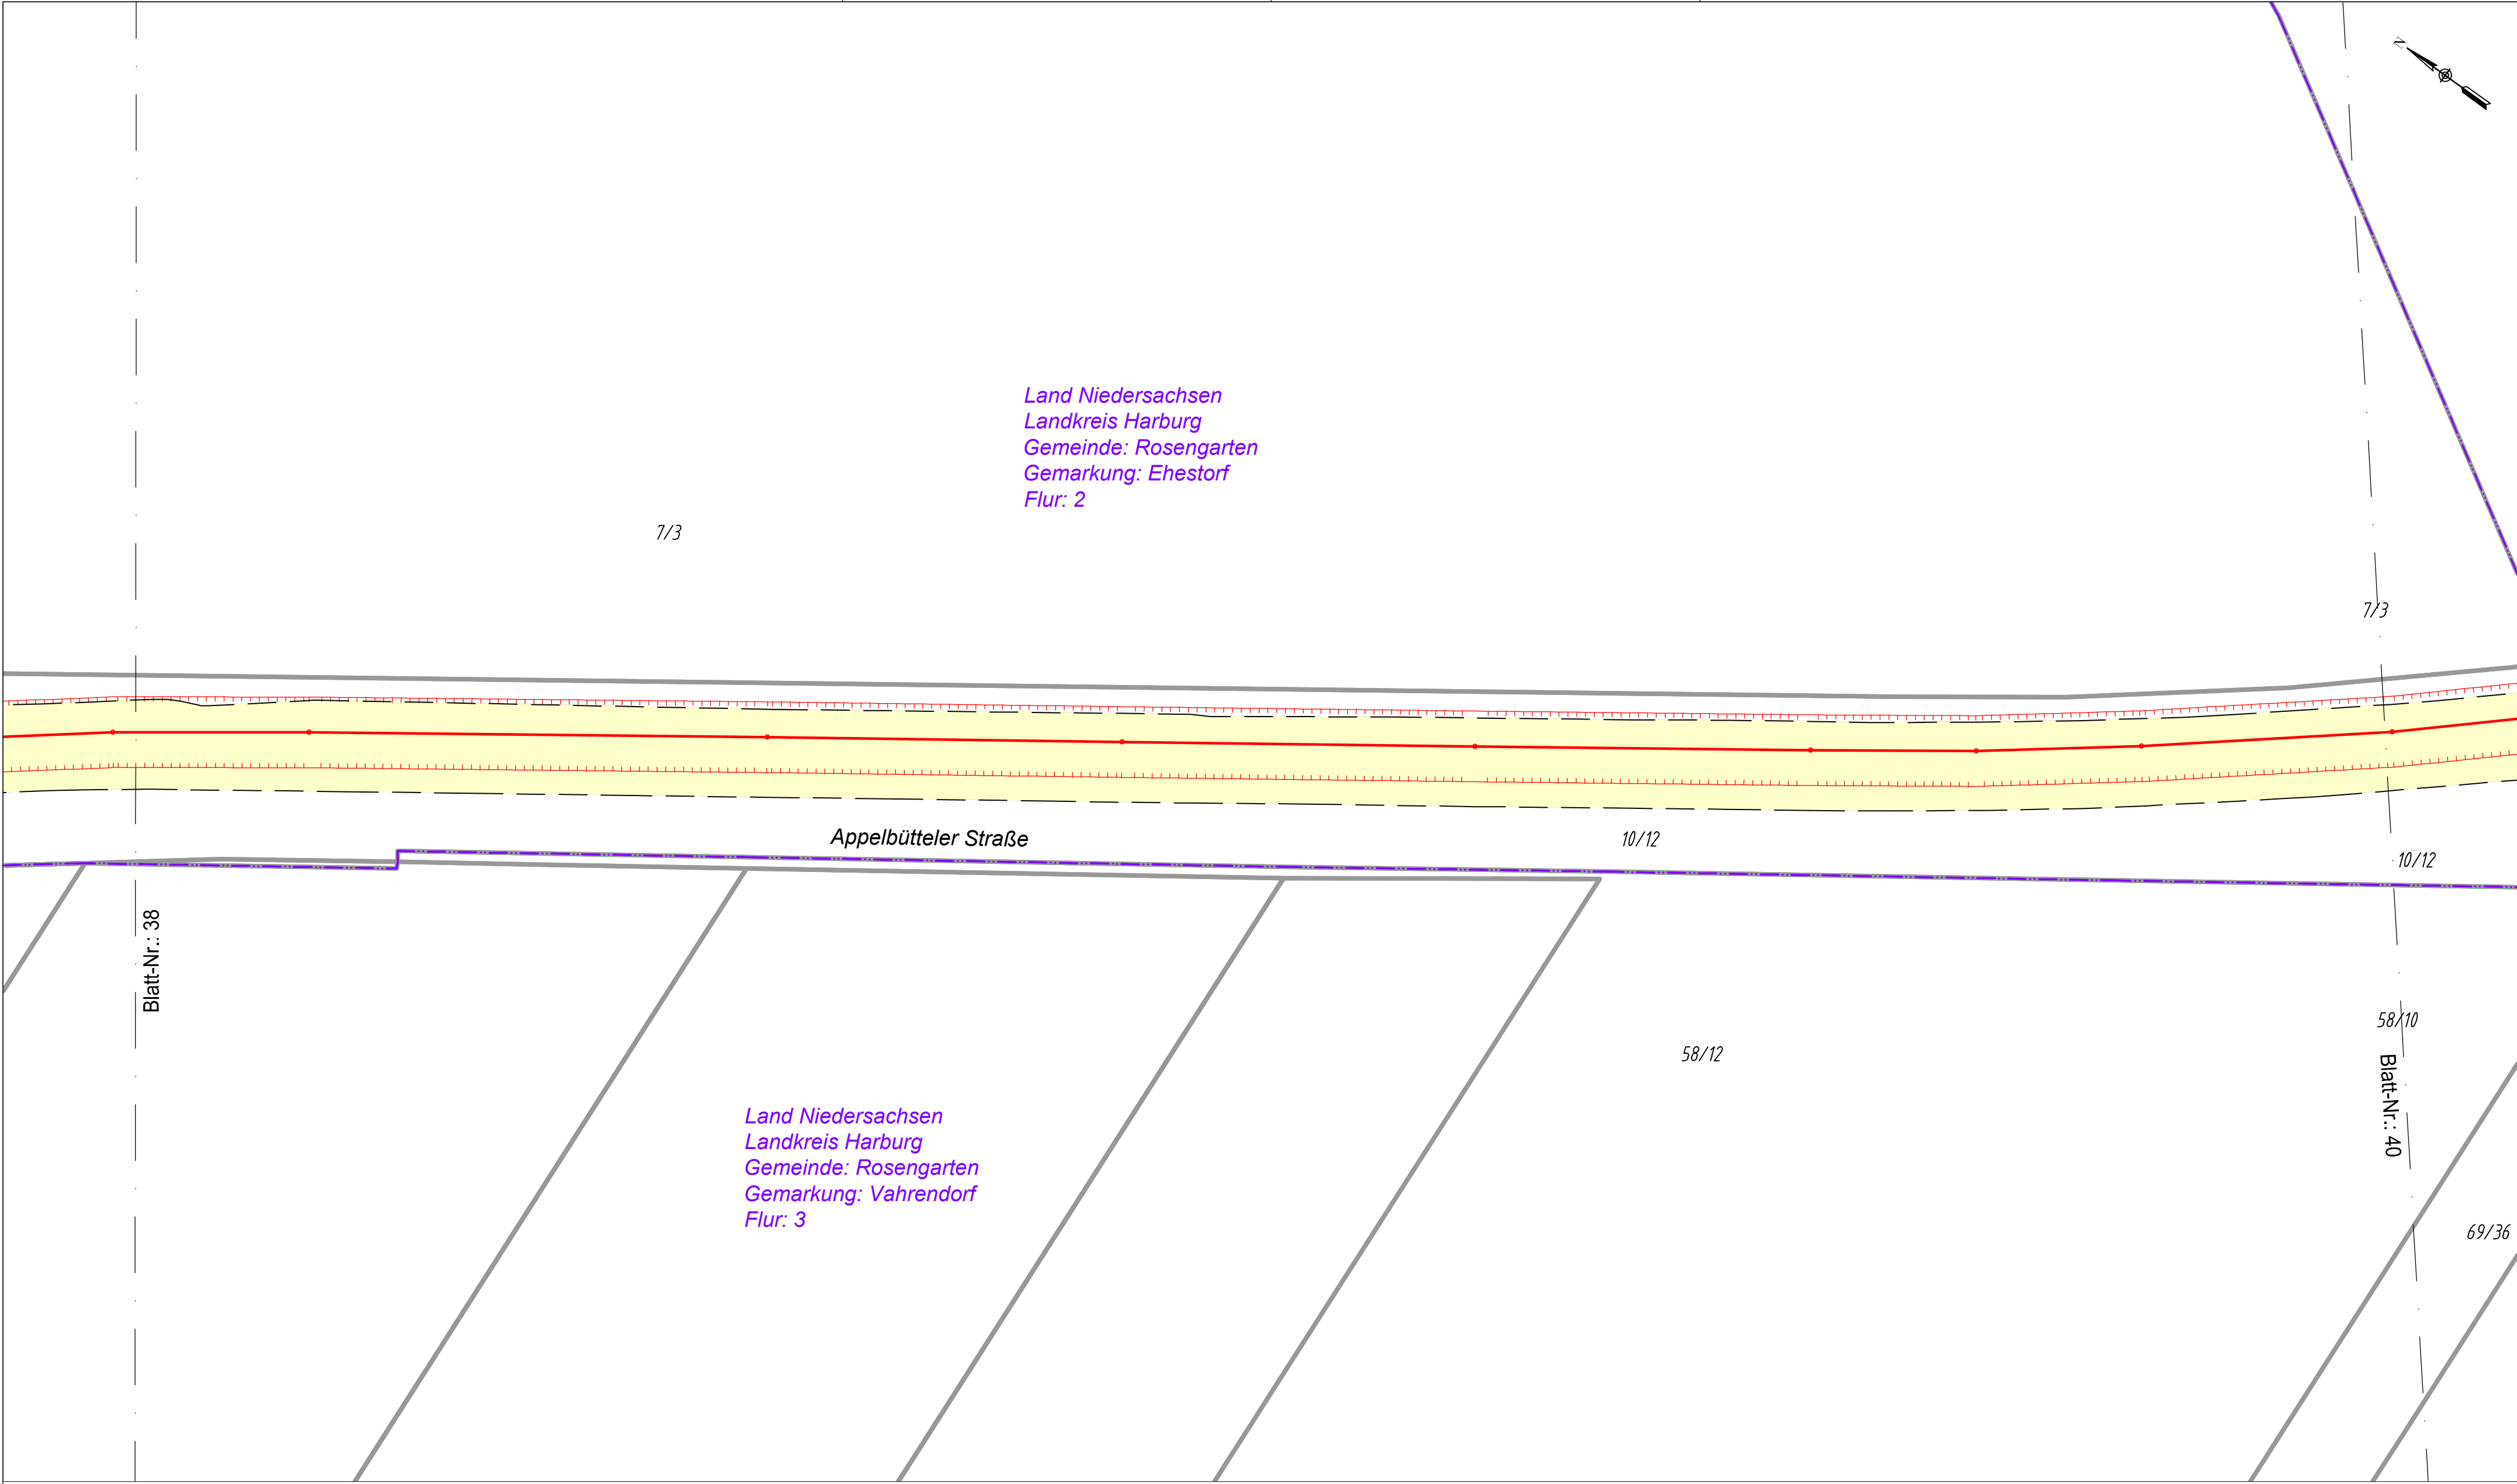 N
Land Niedersachsen
Landkreis Harburg
Gemeinde: Rosengarten
Gemarkung: Ehestorf
Flur: 2
7/3
7/3
Appelbütteler Straße
10/12
10/12
Blatt-Nr.: 38
58/10
58/12
Blatt-Nr.: 40
Land Niedersachsen
Landkreis Harburg
Gemeinde: Rosengarten
Gemarkung: Vahrendorf
Flur: 3
69/36